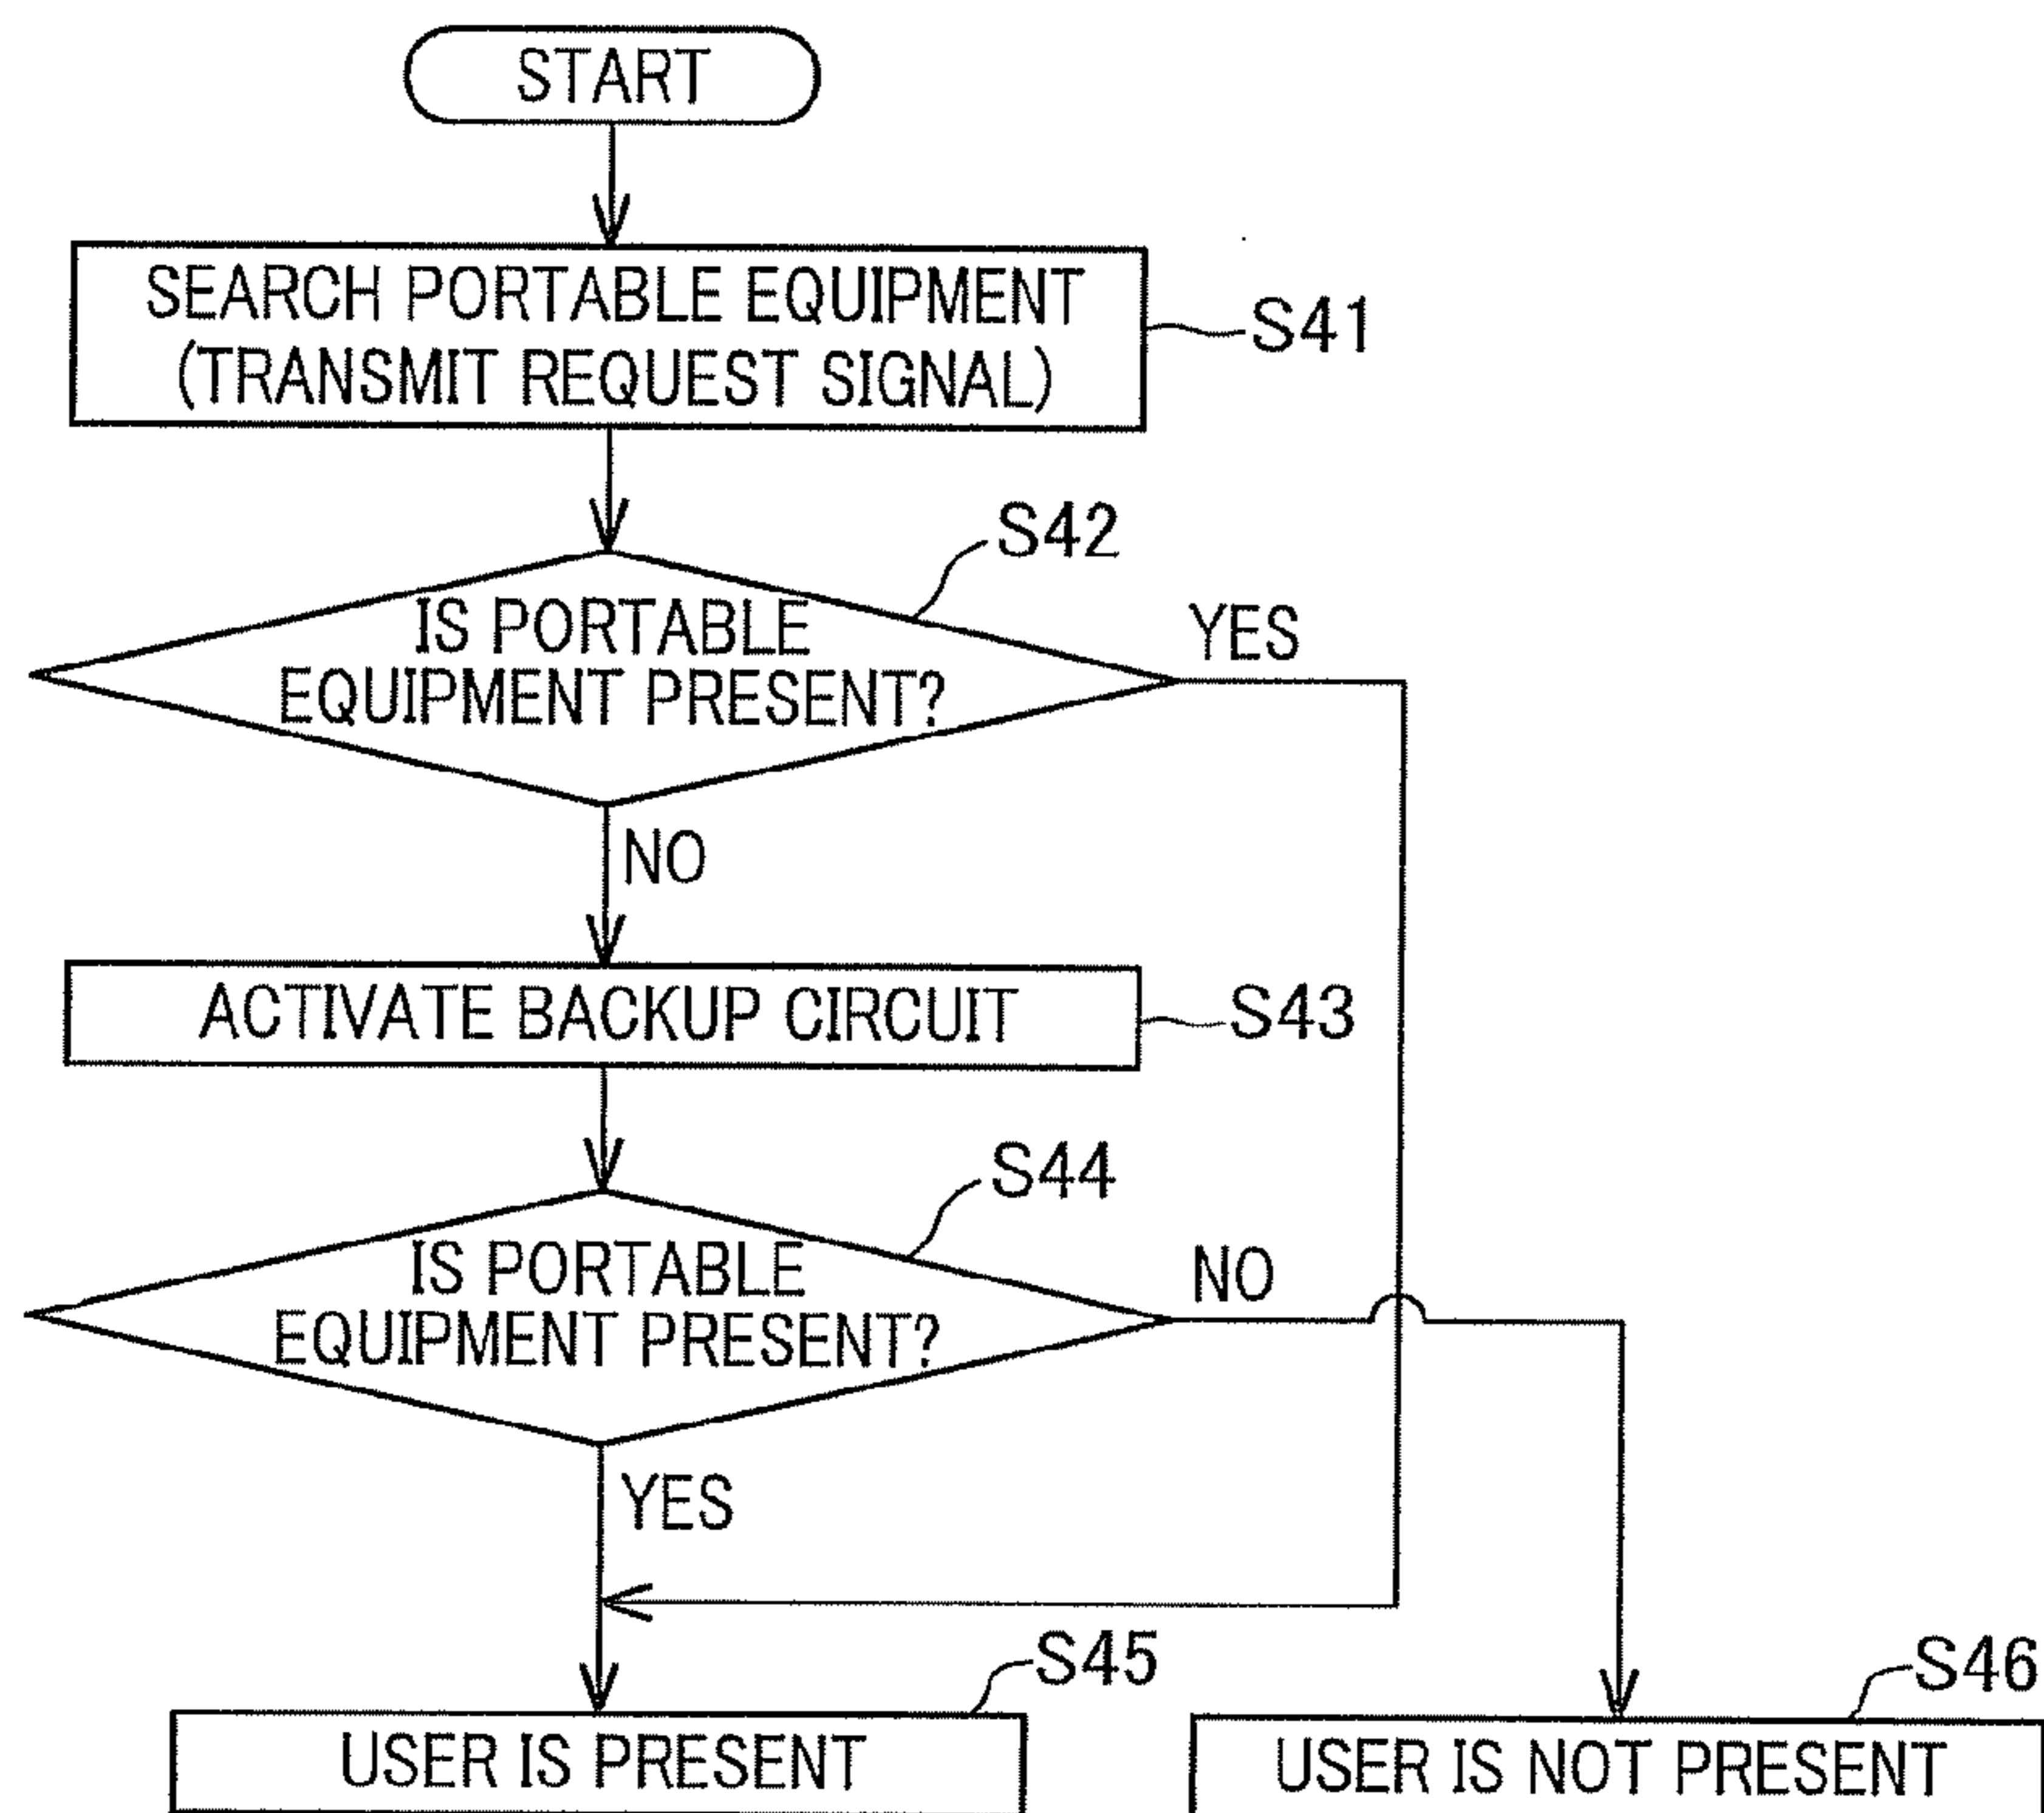 START
SEARCH PORTABLE EQUIPMENT
(TRANSMIT REQUEST SIGNAL)
S41
S42
IS PORTABLE
EQUIPMENT PRESENT?
YES
NO
ACTIVATE BACKUP CIRCUIT
S43
S44
IS PORTABLE
EQUIPMENT PRESENT?
NO
YES
S45
USER IS PRESENT
S46
USER IS NOT PRESENT